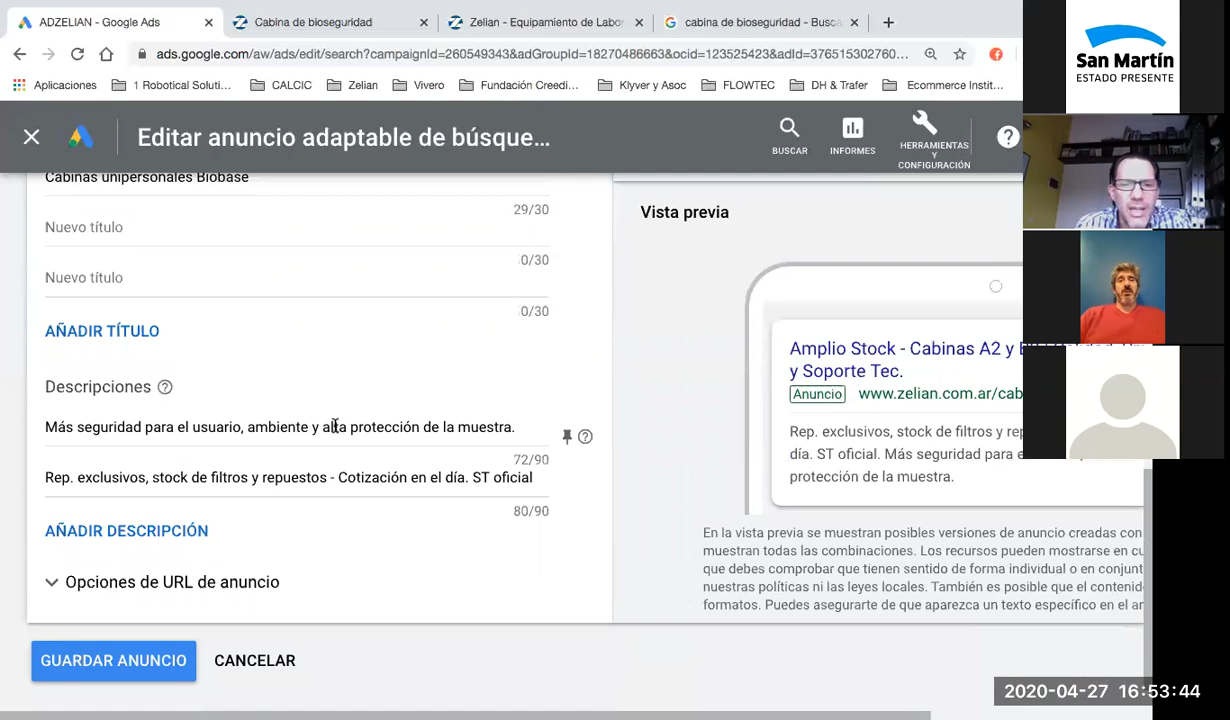 ADZELIAN - Google Ads
Cabina de bioseguridad
Zelian - Equipamiento de Labor
cabina de bioseguridad - Busca
ads.google.com/aw/ads/edit/search?campaignId=260549343&adGroupId=18270486663&ocid=123525423&adId=376515302760...
Aplicaciones
1 Robotical Soluti...
CALCIC
Zelian
Vivero
Fundación Creedi...
Klyver y Asoc
FLOWTEC
DH & Trafer
Ecommerce Instit...
San Martín
ESTADO PRESENTE
Editar anuncio adaptable de búsque...
BUSCAR
INFORMES
HERRAMIENTAS
Y
CONFIGURACIÓN
Cabinas unipersonales Biobase
29/30
Nuevo título
0/30
Nuevo título
0/30
AÑADIR TÍTULO
Descripciones
Más seguridad para el usuario, ambiente y alta protección de la muestra.
72/90
Rep. exclusivos, stock de filtros y repuestos - Cotización en el día. ST oficial
80/90
AÑADIR DESCRIPCIÓN
Opciones de URL de anuncio
GUARDAR ANUNCIO
CANCELAR
Vista previa
Amplio Stock - Cabinas A2 y
y Soporte Tec.
Anuncio
www.zelian.com.ar/cab
Rep. exclusivos, stock de filtros y rep
día. ST oficial. Más seguridad para e
protección de la muestra.
En la vista previa se muestran posibles versiones de anuncio creadas con
muestran todas las combinaciones. Los recursos pueden mostrarse en cu
que debes comprobar que tienen sentido de forma individual o en conjunt
nuestras políticas ni las leyes locales. También es posible que el contenid
formatos. Puedes asegurarte de que aparezca un texto específico en el ar
2020-04-27 16:53:44